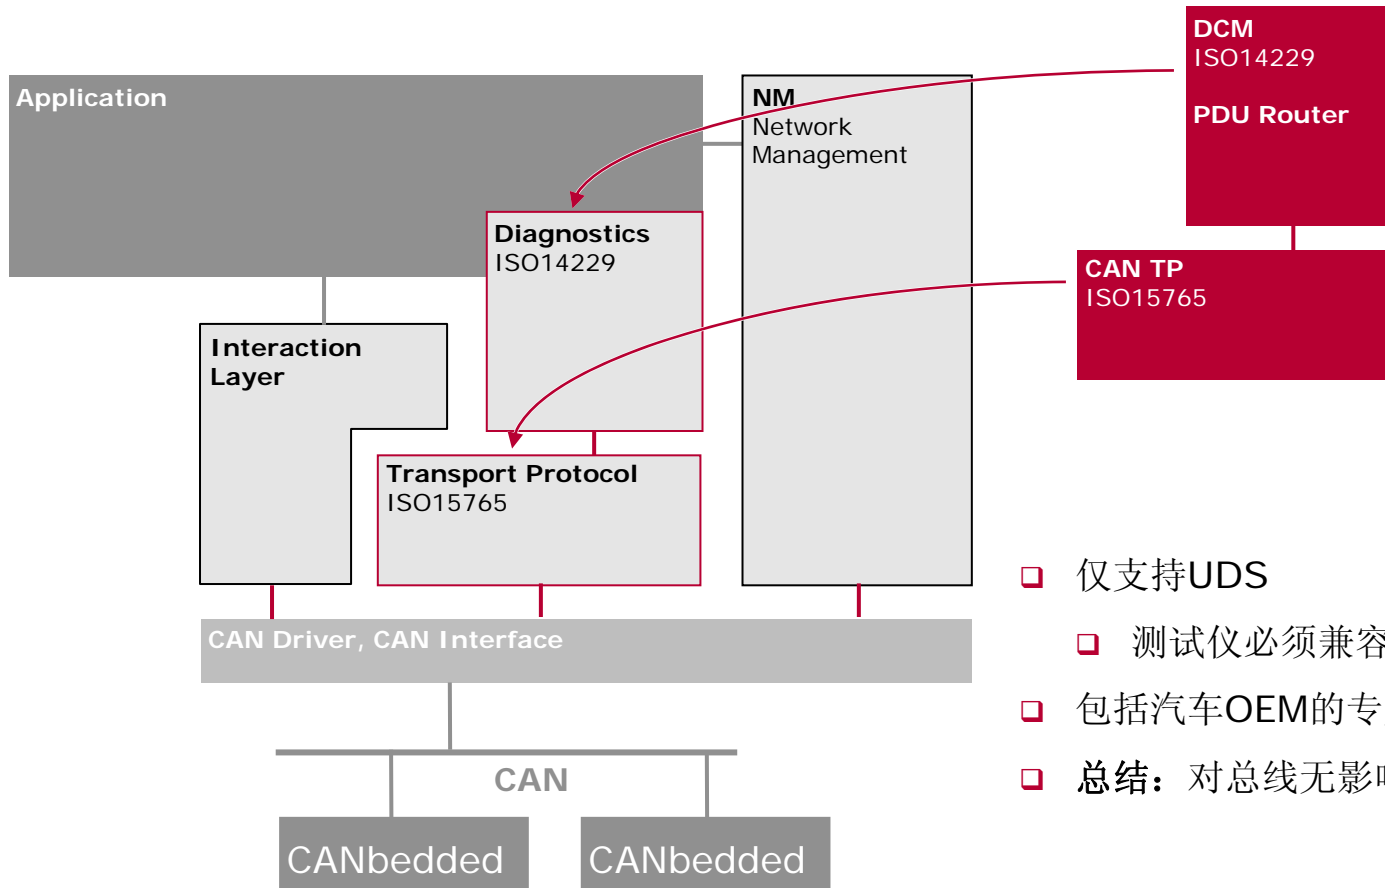 DCM
ISO14229
PDU Router
Application
NM
Network
Management
Diagnostics
ISO14229
CAN TP
ISO15765
Interaction
Layer
Transport Protocol
ISO15765
仅支持UDS
测试仪必须兼容
包括汽车OEM的专
总结：对总线无影
CAN Driver, CAN Interface
CAN
CANbedded
CANbedded